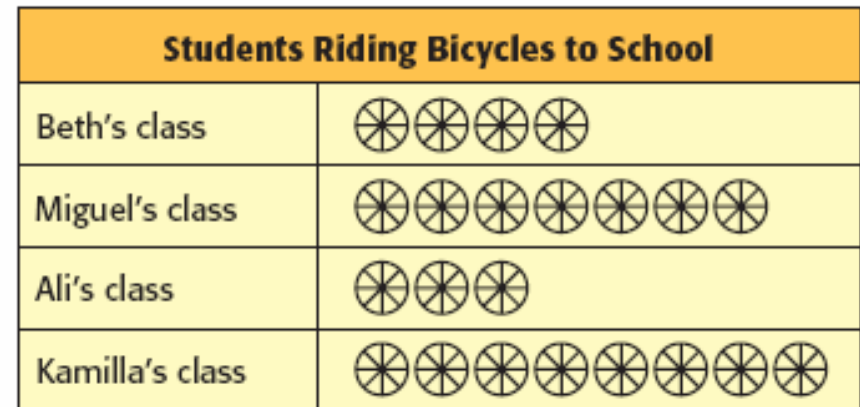 Students Riding Bicycles to School
Beth's class
Miguel's class
Ali's class
Kamilla's class